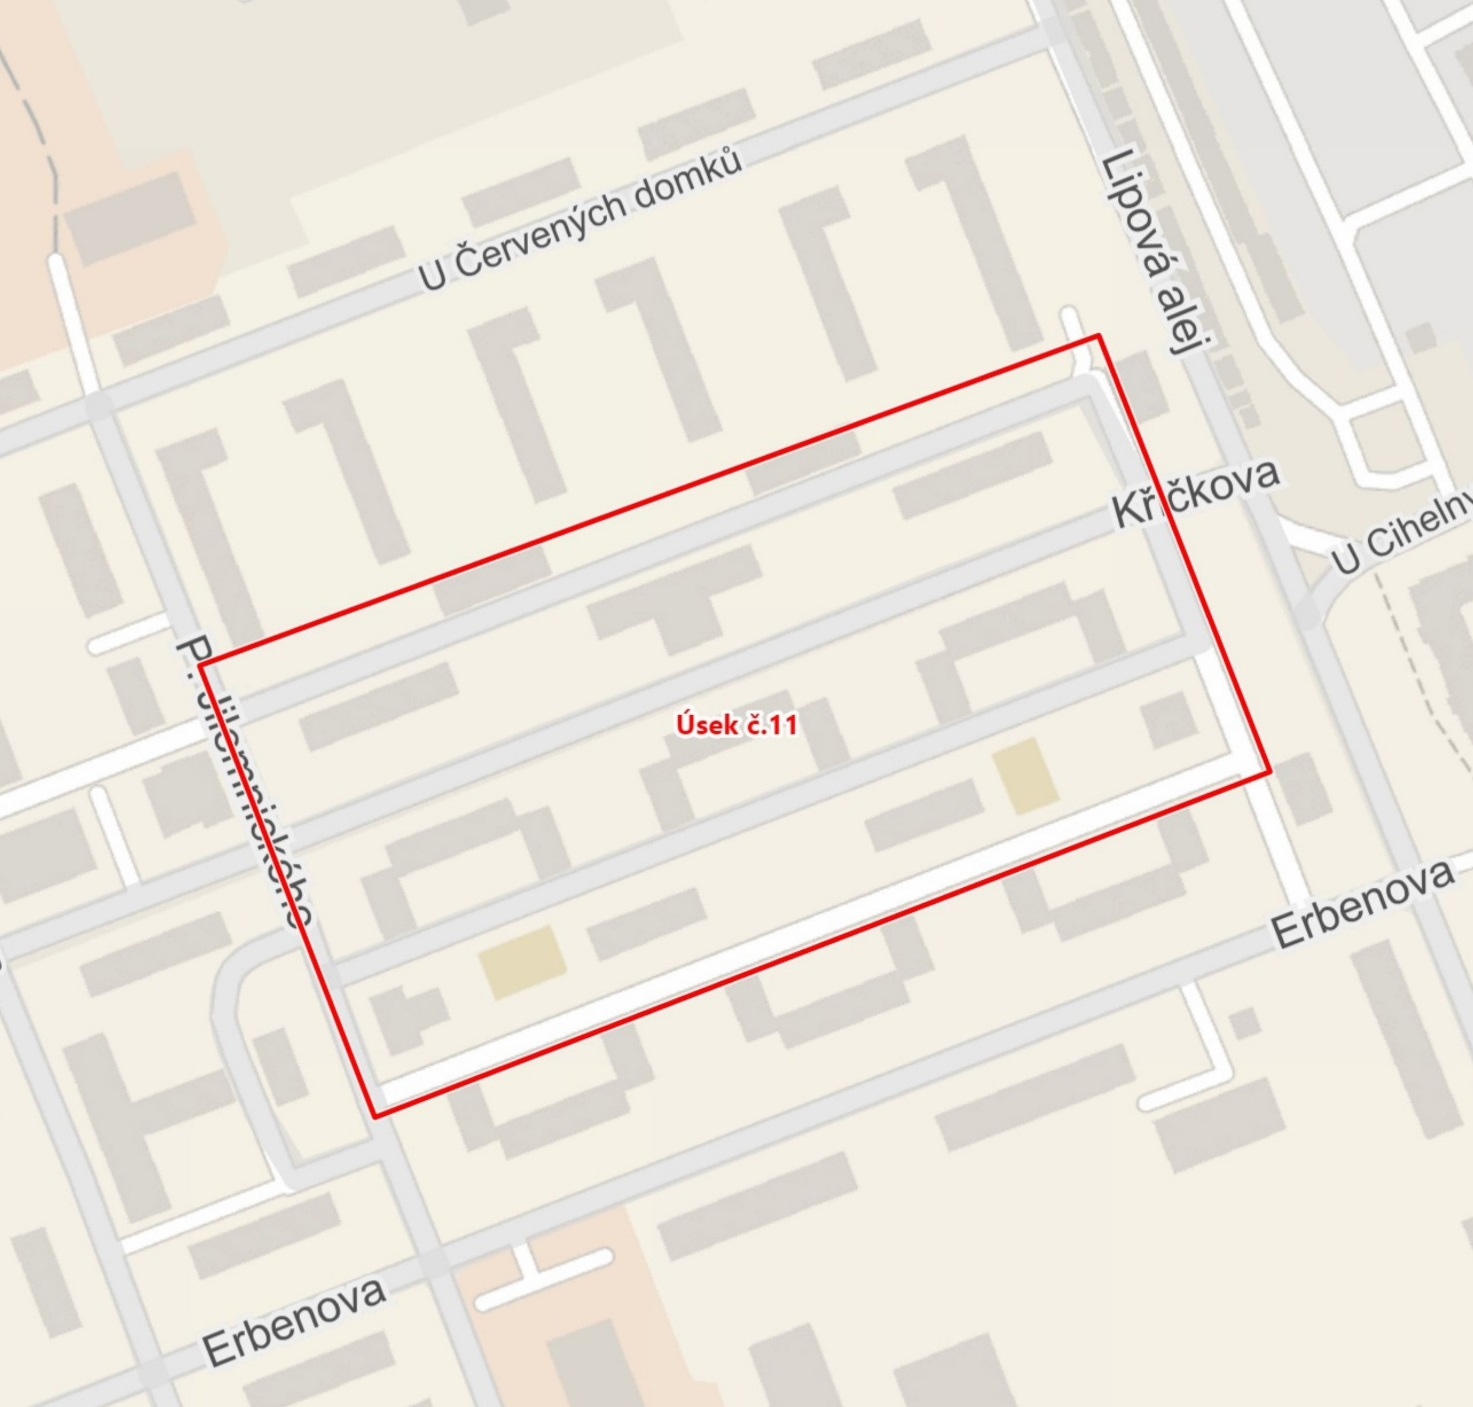 U Červených domků
Lipová alej
Křičkova
U Cihelny
P. Jilemnického
Úsek č.11
Erbenova
Erbenova